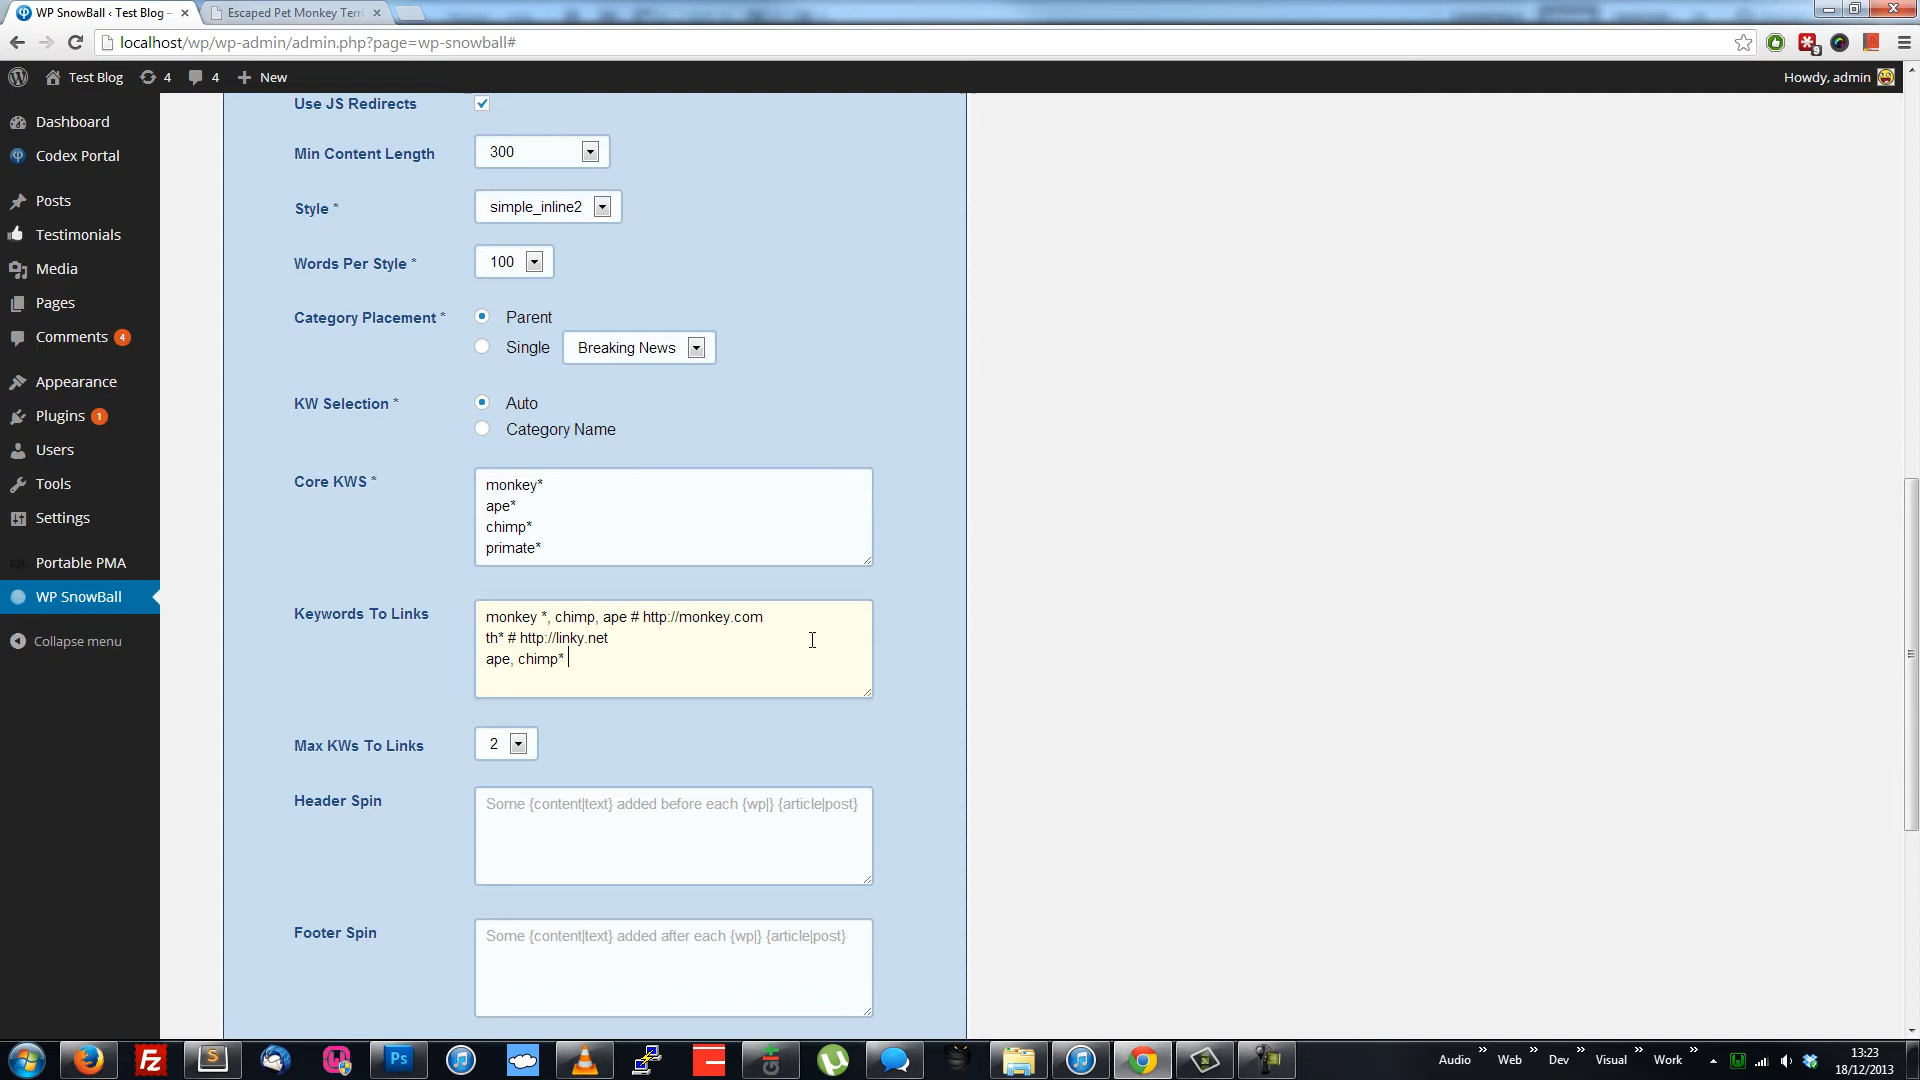 WP SnowBall ‹ Test Blog –
Escaped Pet Monkey Terri
localhost/wp/wp-admin/admin.php?page=wp-snowball#
Test Blog 4 4 New
Howdy, admin
Dashboard
Codex Portal
Posts
Testimonials
Media
Pages
Comments 4
Appearance
Plugins 1
Users
Tools
Settings
Portable PMA
WP SnowBall
Collapse menu
Use JS Redirects
Min Content Length 300
Style * simple_inline2
Words Per Style * 100
Category Placement * Parent
Single Breaking News
KW Selection * Auto
Category Name
Core KWS *
monkey*
ape*
chimp*
primate*
Keywords To Links
monkey *, chimp, ape # http://monkey.com
th* # http://linky.net
ape, chimp*
Max KWs To Links 2
Header Spin
Some {content|text} added before each {wp|} {article|post}
Footer Spin
Some {content|text} added after each {wp|} {article|post}
Audio » Web » Dev » Visual » Work »
13:23
18/12/2013